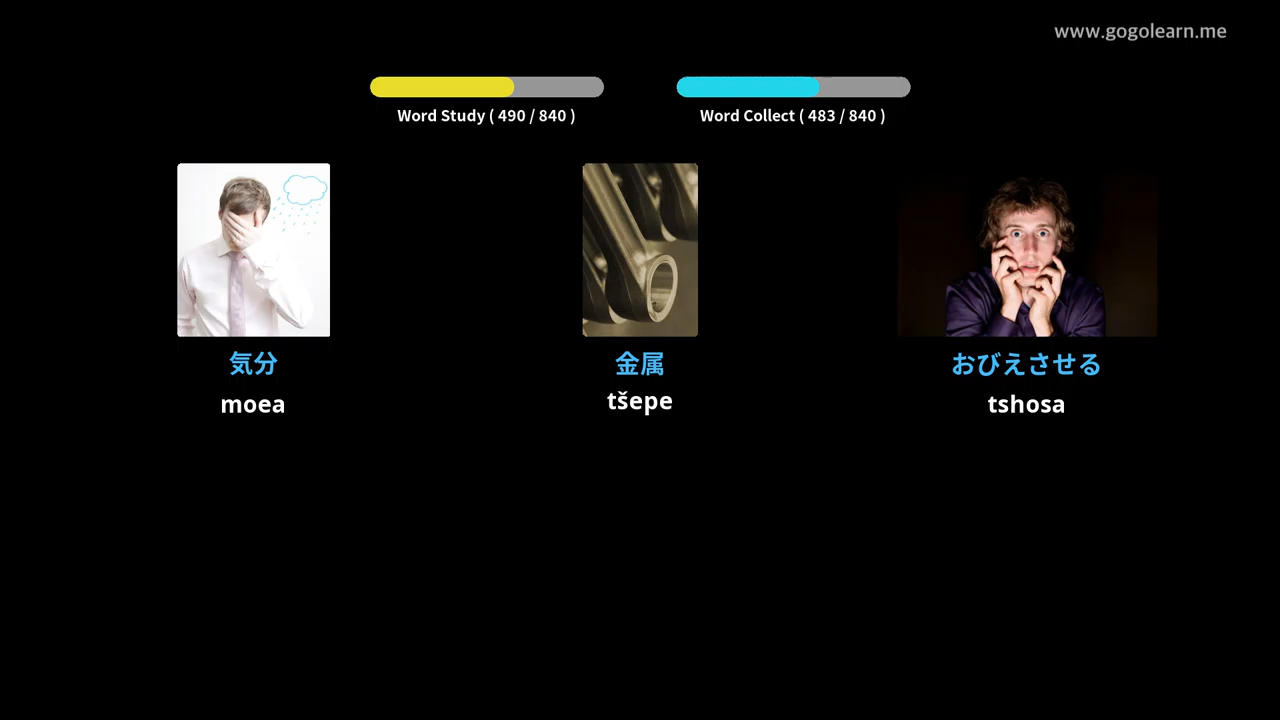 www.gogolearn.me
Word Study ( 490 / 840 )
Word Collect ( 483 / 840 )
気分
金属
おびえさせる
moea
tšepe
tshosa